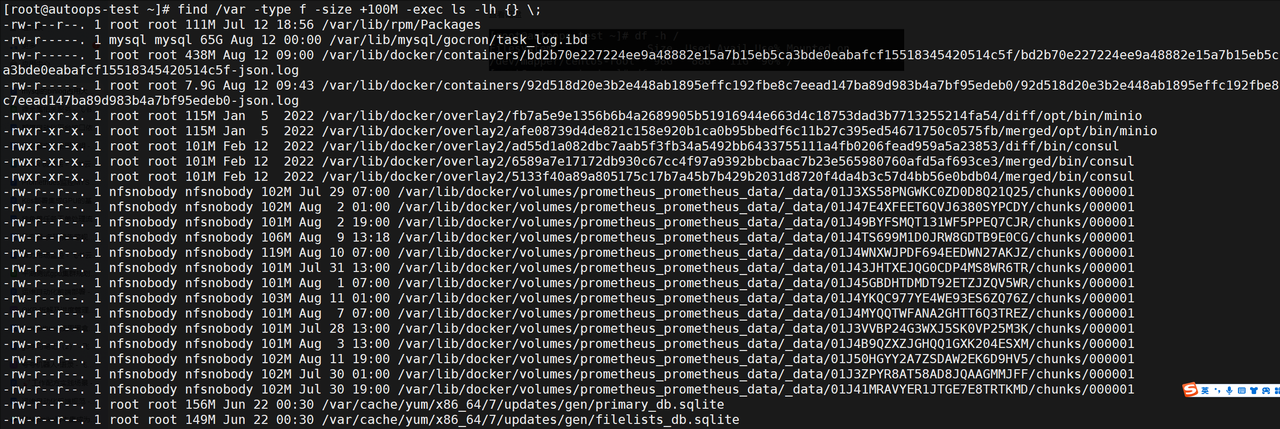 [root@autoops-test ~]# find /var -type f -size +100M -exec ls -lh {} \;
-rw-r--r--. 1 root root 111M Jul 12 18:56 /var/lib/rpm/Packages
-rw-r-----. 1 mysql mysql 65G Aug 12 00:00 /var/lib/mysql/gocron/task_log.ibd
-rw-r-----. 1 root root 438M Aug 12 09:00 /var/lib/docker/containers/bd2b70e227224ee9a48882e15a7b15eb5ca3bde0eabafcf15518345420514c5f/bd2b70e227224ee9a48882e15a7b15eb5c
a3bde0eabafcf15518345420514c5f-json.log
-rw-r-----. 1 root root 7.9G Aug 12 09:43 /var/lib/docker/containers/92d518d20e3b2e448ab1895effc192fbe8c7eead147ba89d983b4a7bf95edeb0/92d518d20e3b2e448ab1895effc192fbe8
c7eead147ba89d983b4a7bf95edeb0-json.log
-rwxr-xr-x. 1 root root 115M Jan  5  2022 /var/lib/docker/overlay2/fb7a5e9e1356b6b4a2689905b51916944e663d4c18753dad3b7713255214fa54/diff/opt/bin/minio
-rwxr-xr-x. 1 root root 115M Jan  5  2022 /var/lib/docker/overlay2/afe08739d4de821c158e920b1ca0b95bbedf6c11b27c395ed54671750c0575fb/merged/opt/bin/minio
-rwxr-xr-x. 1 root root 101M Feb 12  2022 /var/lib/docker/overlay2/ad55d1a082dbc7aab5f3fb34a5492bb6433755111a4fb0206fead959a5a23853/diff/bin/consul
-rwxr-xr-x. 1 root root 101M Feb 12  2022 /var/lib/docker/overlay2/6589a7e17172db930c67cc4f97a9392bbcbaac7b23e565980760afd5af693ce3/merged/bin/consul
-rwxr-xr-x. 1 root root 101M Feb 12  2022 /var/lib/docker/overlay2/5133f40a89a805175c17b7a45b7b429b2031d8720f4da4b3c57d4bb56e0bdb04/merged/bin/consul
-rw-r--r--. 1 nfsnobody nfsnobody 102M Jul 29 07:00 /var/lib/docker/volumes/prometheus_prometheus_data/_data/01J3XS58PNGWKC0ZD0D8Q21Q25/chunks/000001
-rw-r--r--. 1 nfsnobody nfsnobody 102M Aug  2 01:00 /var/lib/docker/volumes/prometheus_prometheus_data/_data/01J47E4XFEET6QVJ6380SYPCDY/chunks/000001
-rw-r--r--. 1 nfsnobody nfsnobody 101M Aug  2 19:00 /var/lib/docker/volumes/prometheus_prometheus_data/_data/01J49BYFSMQT131WF5PPEQ7CJR/chunks/000001
-rw-r--r--. 1 nfsnobody nfsnobody 106M Aug  9 13:18 /var/lib/docker/volumes/prometheus_prometheus_data/_data/01J4TS699M1D0JRW8GDTB9E0CG/chunks/000001
-rw-r--r--. 1 nfsnobody nfsnobody 119M Aug 10 07:00 /var/lib/docker/volumes/prometheus_prometheus_data/_data/01J4WNXWJPDF694EEDWN27AKJZ/chunks/000001
-rw-r--r--. 1 nfsnobody nfsnobody 101M Jul 31 13:00 /var/lib/docker/volumes/prometheus_prometheus_data/_data/01J43JHTXEJQG0CDP4MS8WR6TR/chunks/000001
-rw-r--r--. 1 nfsnobody nfsnobody 101M Aug  1 07:00 /var/lib/docker/volumes/prometheus_prometheus_data/_data/01J45GBDHTDMDT92ETZJZQV5WR/chunks/000001
-rw-r--r--. 1 nfsnobody nfsnobody 103M Aug 11 01:00 /var/lib/docker/volumes/prometheus_prometheus_data/_data/01J4YKQC977YE4WE93ES6ZQ76Z/chunks/000001
-rw-r--r--. 1 nfsnobody nfsnobody 101M Aug  7 07:00 /var/lib/docker/volumes/prometheus_prometheus_data/_data/01J4MYQQTWFANA2GHTT6Q3TREZ/chunks/000001
-rw-r--r--. 1 nfsnobody nfsnobody 101M Jul 28 13:00 /var/lib/docker/volumes/prometheus_prometheus_data/_data/01J3VVBP24G3WXJ5SK0VP25M3K/chunks/000001
-rw-r--r--. 1 nfsnobody nfsnobody 101M Aug  3 13:00 /var/lib/docker/volumes/prometheus_prometheus_data/_data/01J4B9QZXZJGHQQ1GXK204ESXM/chunks/000001
-rw-r--r--. 1 nfsnobody nfsnobody 102M Aug 11 19:00 /var/lib/docker/volumes/prometheus_prometheus_data/_data/01J50HGYY2A7ZSDAW2EK6D9HV5/chunks/000001
-rw-r--r--. 1 nfsnobody nfsnobody 102M Jul 30 01:00 /var/lib/docker/volumes/prometheus_prometheus_data/_data/01J3ZPYR8AT58AD8JQAAGMMJFF/chunks/000001
-rw-r--r--. 1 nfsnobody nfsnobody 102M Jul 30 19:00 /var/lib/docker/volumes/prometheus_prometheus_data/_data/01J41MRAVYER1JTGE7E8TRTKMD/chunks/000001
英
-rw-r--r--. 1 root root 156M Jun 22 00:30 /var/cache/yum/x86_64/7/updates/gen/primary_db.sqlite
-rw-r--r--. 1 root root 149M Jun 22 00:30 /var/cache/yum/x86_64/7/updates/gen/filelists_db.sqlite